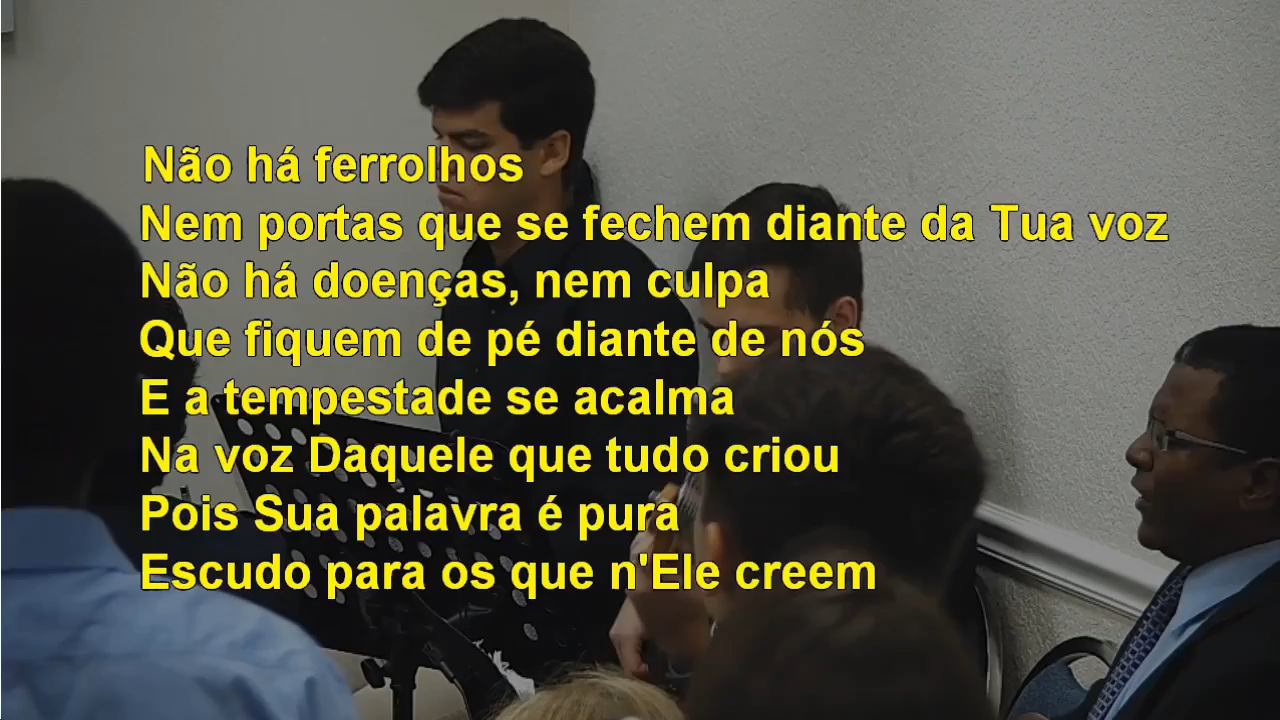 Não há ferrolhos
Nem portas que se fechem diante da Tua voz
Não há doenças, nem culpa
Que fiquem de pé diante de nós
E a tempestade se acalma
Na voz Daquele que tudo criou
Pois Sua palavra é pura
Escudo para os que n'Ele creem